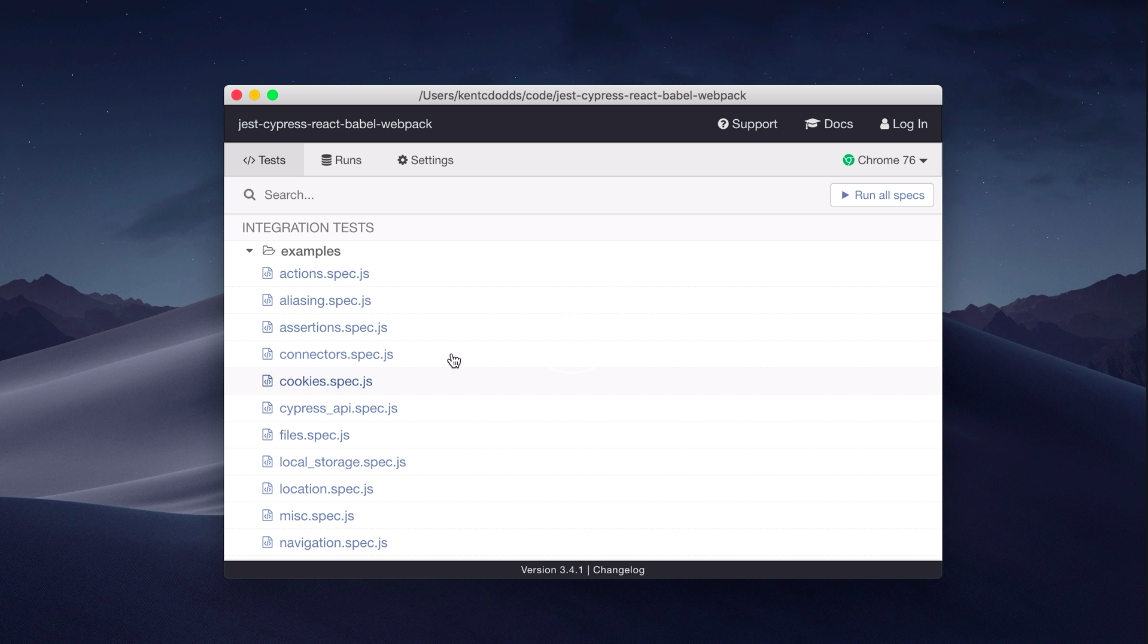 /Users/kentcdodds/code/jest-cypress-react-babel-webpack
jest-cypress-react-babel-webpack Support Docs Log In
</> Tests Runs Settings Chrome 76
Search... Run all specs
INTEGRATION TESTS
examples
actions.spec.js
aliasing.spec.js
assertions.spec.js
connectors.spec.js
cookies.spec.js
cypress_api.spec.js
files.spec.js
local_storage.spec.js
location.spec.js
misc.spec.js
navigation.spec.js
Version 3.4.1 | Changelog